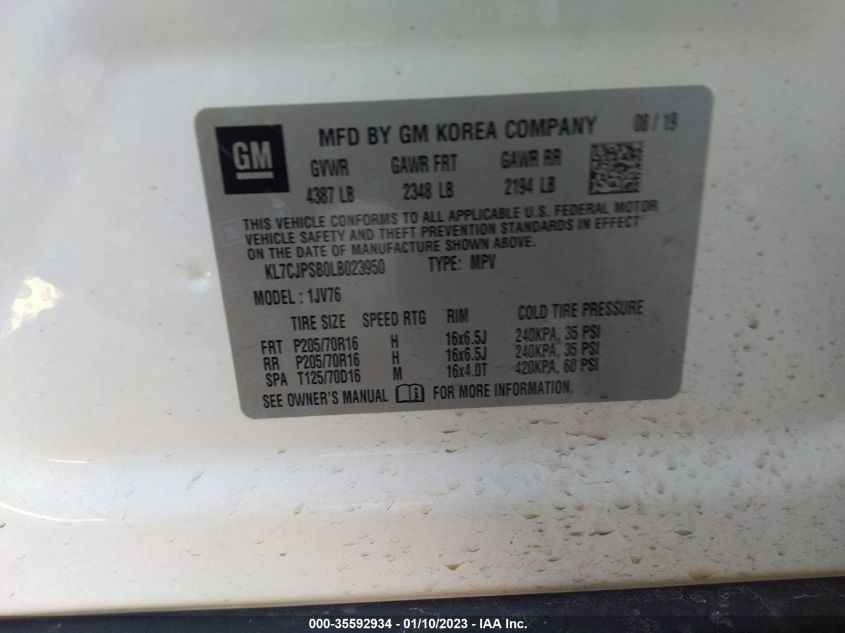 GM
MFD BY GM KOREA COMPANY 08 / 19
GVWR GAWR FRT GAWR RR
4387 LB 2348 LB 2194 LB
THIS VEHICLE CONFORMS TO ALL APPLICABLE U.S. FEDERAL MOTOR
VEHICLE SAFETY AND THEFT PREVENTION STANDARDS IN EFFECT
ON THE DATE OF MANUFACTURE SHOWN ABOVE.
KL7CJPSB0LB023950 TYPE: MPV
MODEL : 1JV76
TIRE SIZE SPEED RTG RIM COLD TIRE PRESSURE
FRT P205/70R16 H 16x6.5J 240KPA, 35 PSI
RR P205/70R16 H 16x6.5J 240KPA, 35 PSI
SPA T125/70D16 M 16x4.0T 420KPA, 60 PSI
SEE OWNER'S MANUAL FOR MORE INFORMATION.
000-35592934 - 01/10/2023 - IAA Inc.